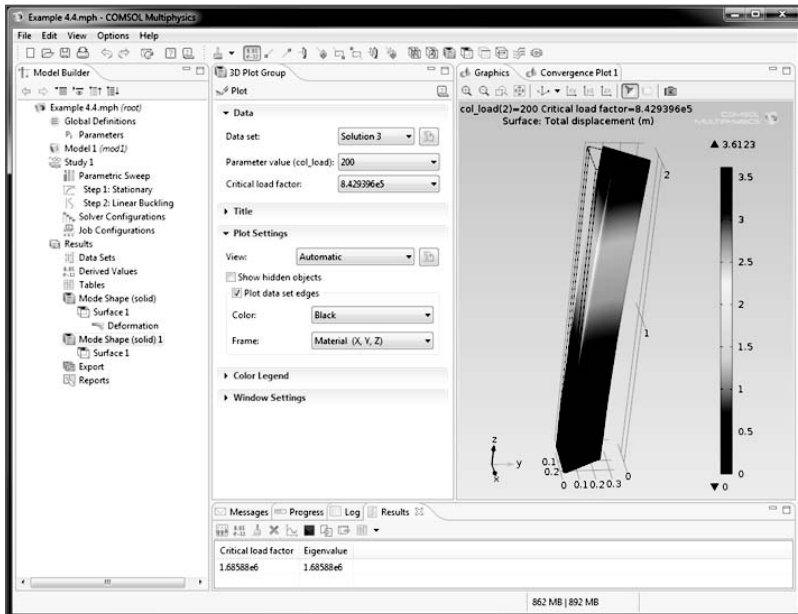 Example 4.4.mph - COMSOL Multiphysics
File Edit View Options Help
Model Builder
Example 4.4.mph (root)
Global Definitions
Pi Parameters
Model 1 (mod1)
Study 1
Parametric Sweep
Step 1: Stationary
Step 2: Linear Buckling
Solver Configurations
Job Configurations
Results
Data Sets
Derived Values
Tables
Mode Shape (solid)
Surface 1
Deformation
Mode Shape (solid) 1
Surface 1
Export
Reports
3D Plot Group
Plot
Data
Data set: Solution 3
Parameter value (col_load): 200
Critical load factor: 8.429396e5
Title
Plot Settings
View: Automatic
Show hidden objects
Plot data set edges
Color: Black
Frame: Material (X, Y, Z)
Color Legend
Window Settings
Graphics Convergence Plot 1
col_load(2)=200 Critical load factor=8.429396e5
Surface: Total displacement (m)
COMSOL
MULTIPHYSICS
▲ 3.6123
3.5
3
2.5
2
1.5
1
0.5
0
▼ 0
2
1
0
0.1
0.2
0 0.1 0.2 0.3
z
y
x
Messages Progress Log Results
Critical load factor Eigenvalue
1.68588e6 1.68588e6
862 MB | 892 MB